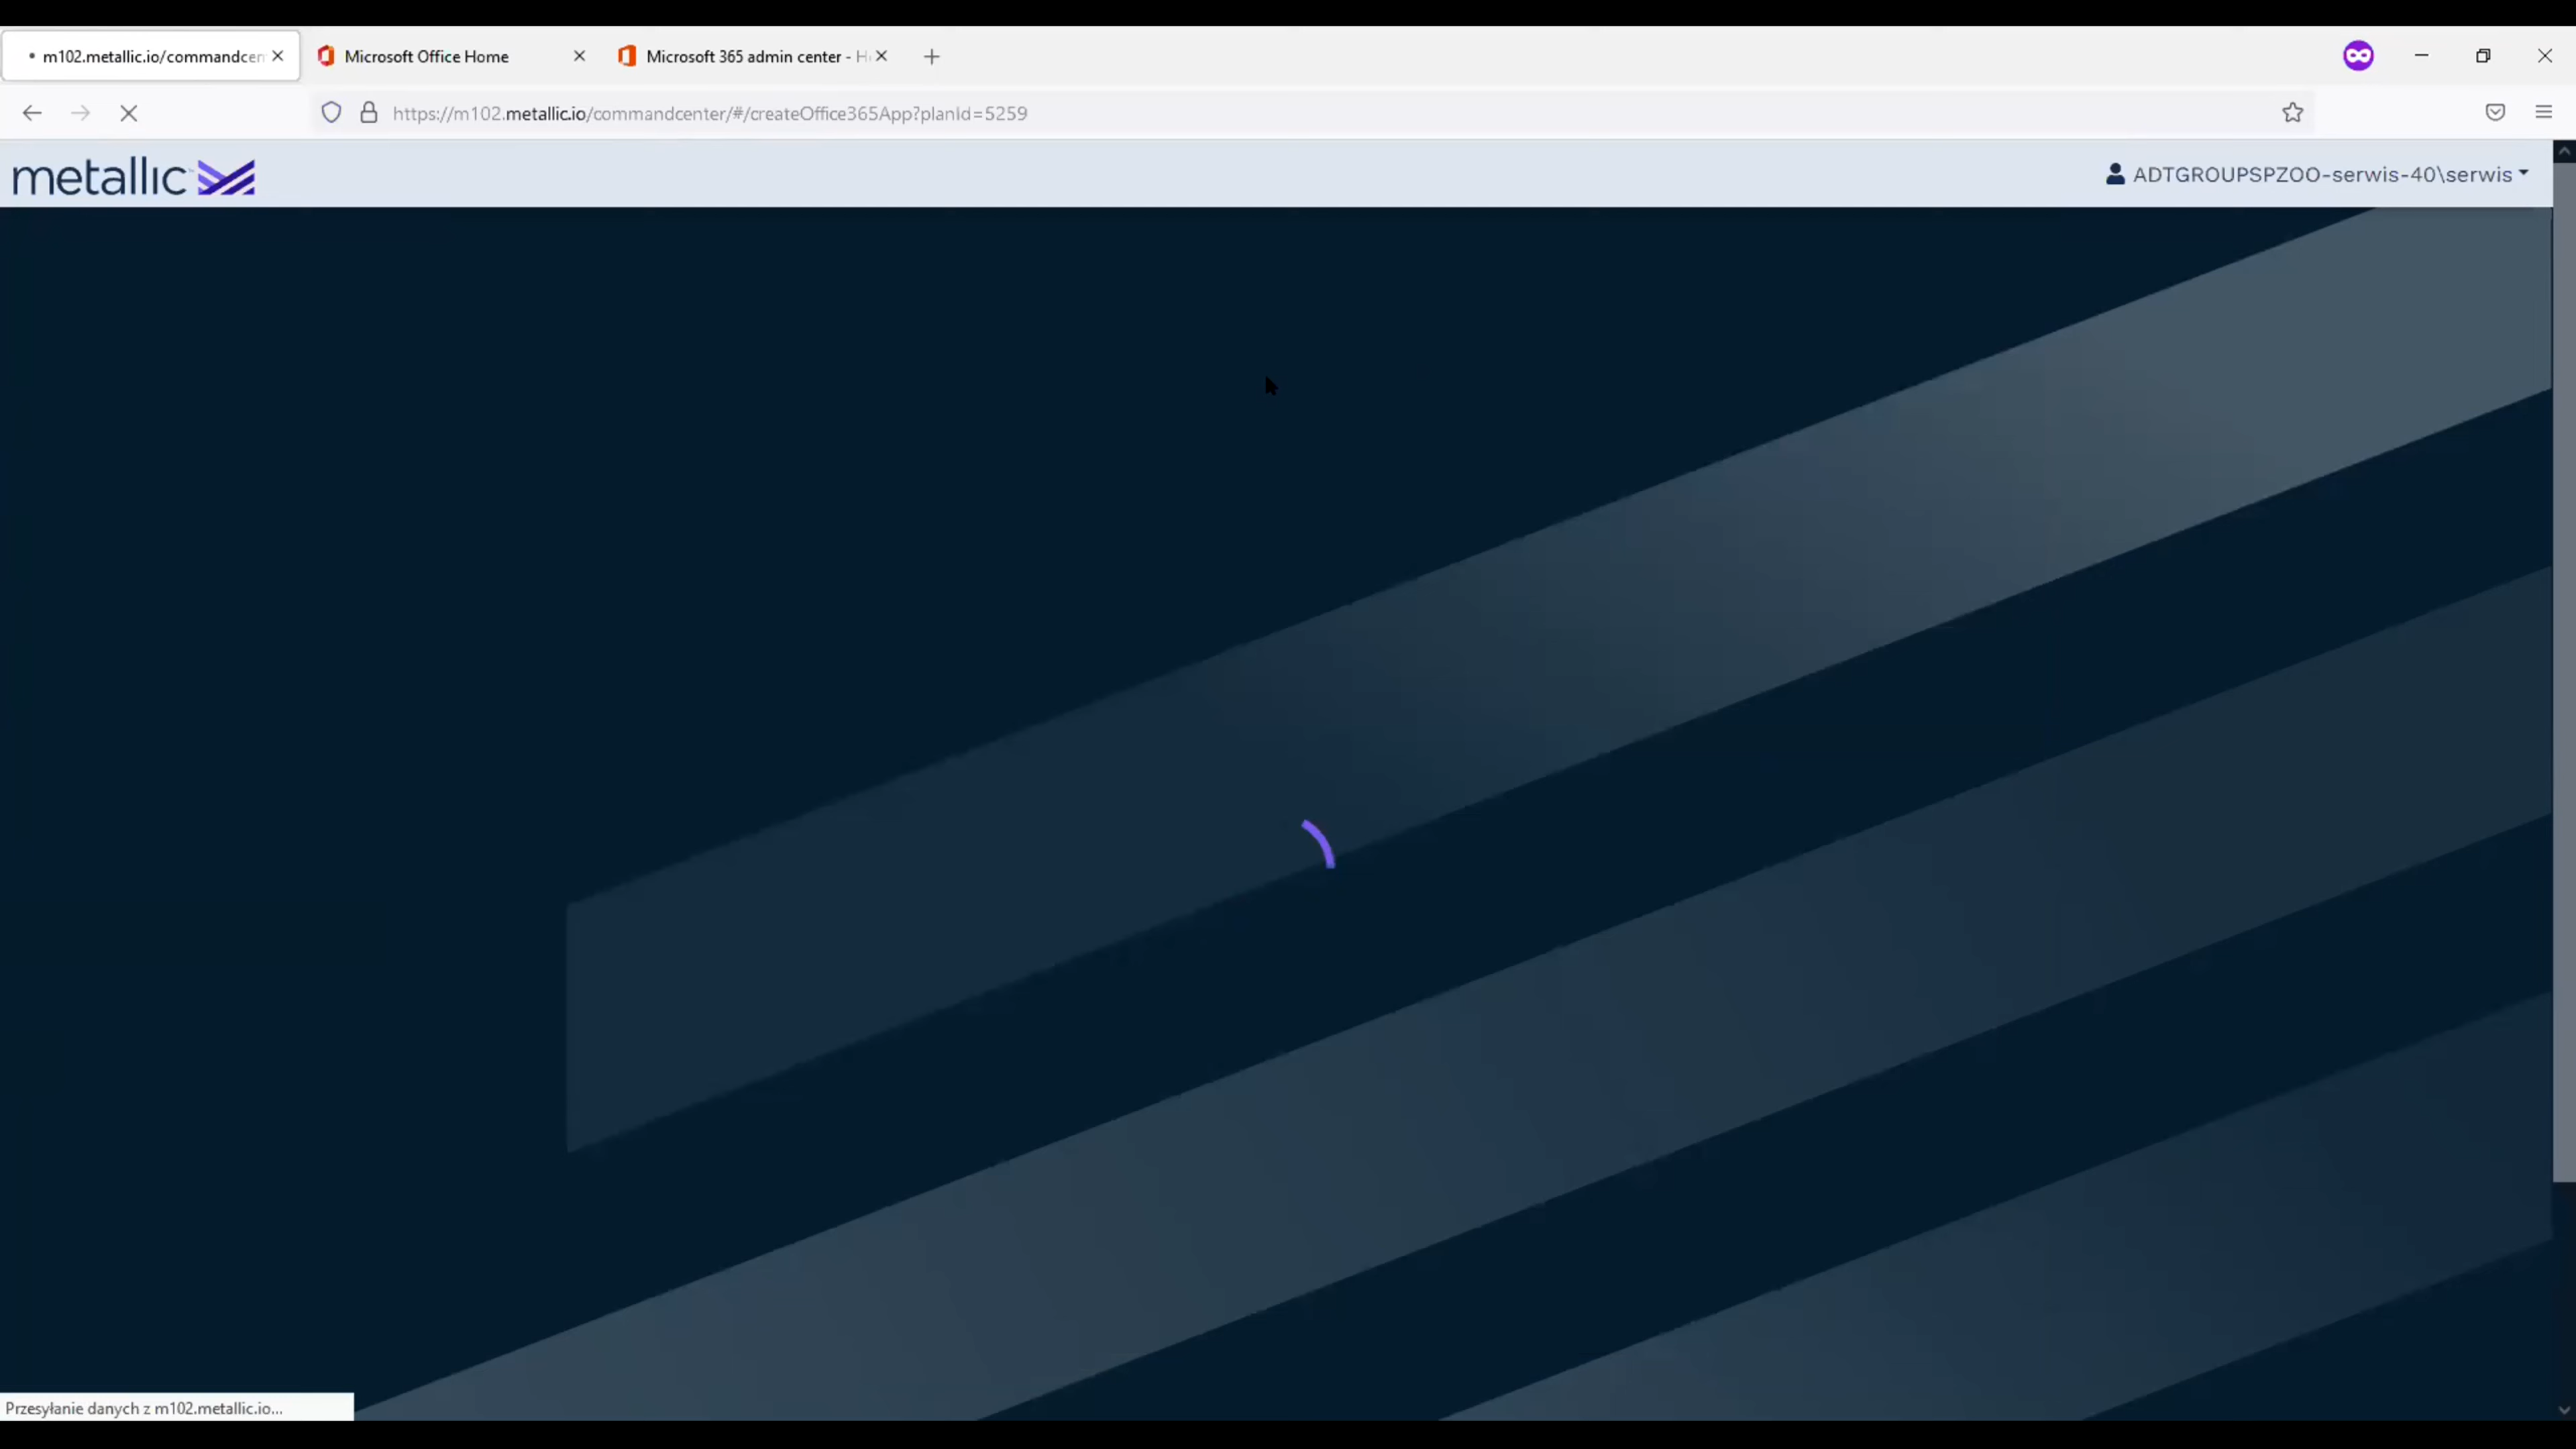 m102.metallic.io/commandcen
Microsoft Office Home
Microsoft 365 admin center - H
https://m102.metallic.io/commandcenter/#/createOffice365App?planId=5259
metallic
ADTGROUPSPZOO-serwis-40\serwis
Przesyłanie danych z m102.metallic.io...